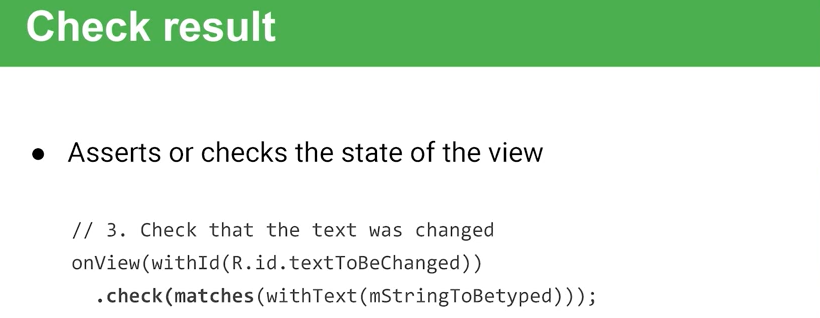 Check result
● Asserts or checks the state of the view
// 3. Check that the text was changed
onView(withId(R.id.textToBeChanged))
.check(matches(withText(mStringToBetyped)));